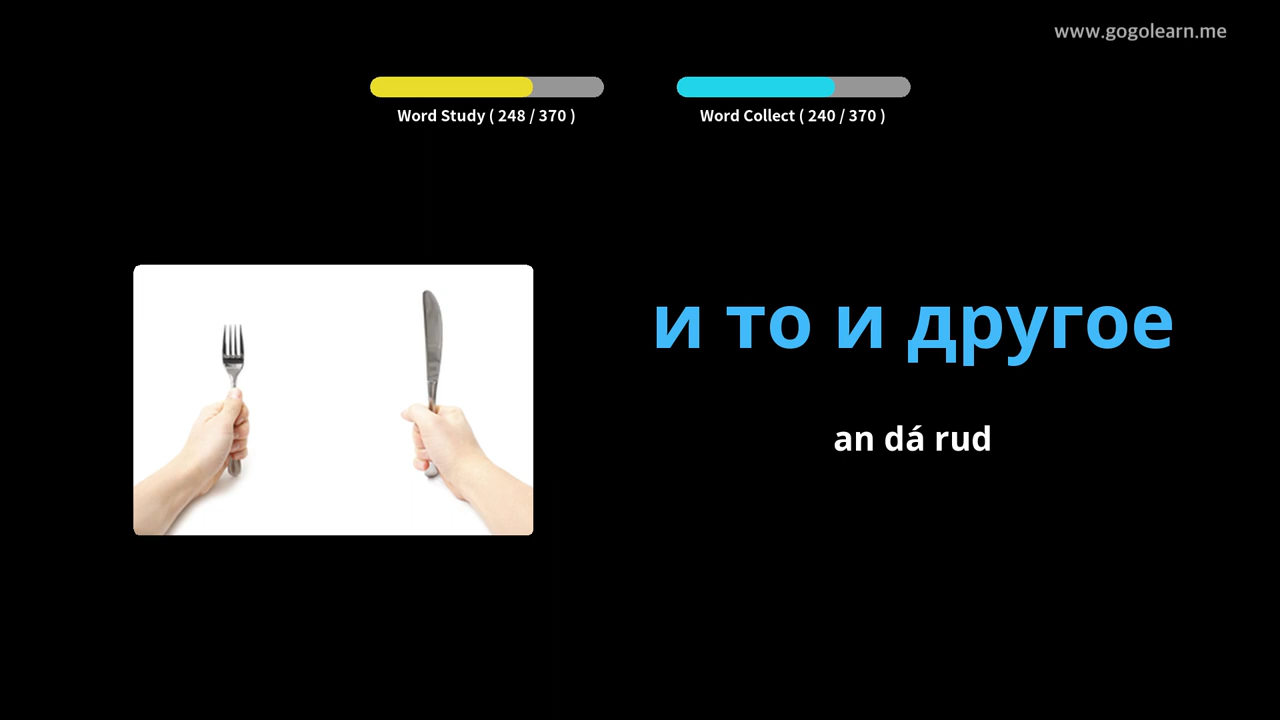 www.gogolearn.me
Word Study ( 248 / 370 )
Word Collect ( 240 / 370 )
и то и другое
an dá rud